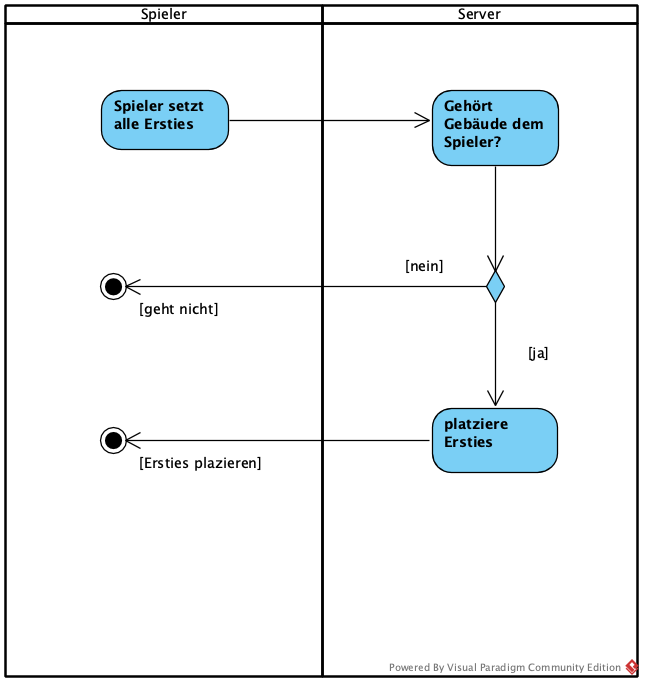 Spieler
Server
Spieler setzt
alle Ersties
Gehört
Gebäude dem
Spieler?
[nein]
[geht nicht]
[ja]
platziere
Ersties
[Ersties plazieren]
Powered By Visual Paradigm Community Edition